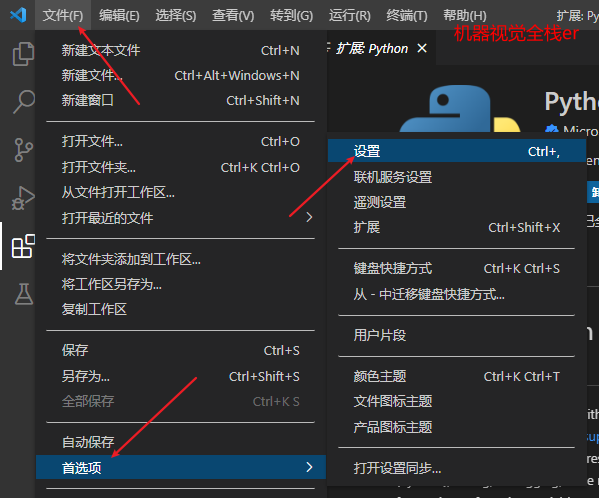 文件(F) 编辑(E) 选择(S) 查看(V) 转到(G) 运行(R) 终端(T) 帮助(H) 扩展: Py
机器视觉全栈er
扩展: Python ×
新建文本文件 Ctrl+N
新建文件... Ctrl+Alt+Windows+N
新建窗口 Ctrl+Shift+N
打开文件... Ctrl+O
打开文件夹... Ctrl+K Ctrl+O
从文件打开工作区...
打开最近的文件
将文件夹添加到工作区...
将工作区另存为...
复制工作区
保存 Ctrl+S
另存为... Ctrl+Shift+S
全部保存 Ctrl+K S
自动保存
首选项
Pytho
Micros
设置 Ctrl+,
联机服务设置
遥测设置
扩展 Ctrl+Shift+X
键盘快捷方式 Ctrl+K Ctrl+S
从 - 中迁移键盘快捷方式...
用户片段
颜色主题 Ctrl+K Ctrl+T
文件图标主题
产品图标主题
打开设置同步...